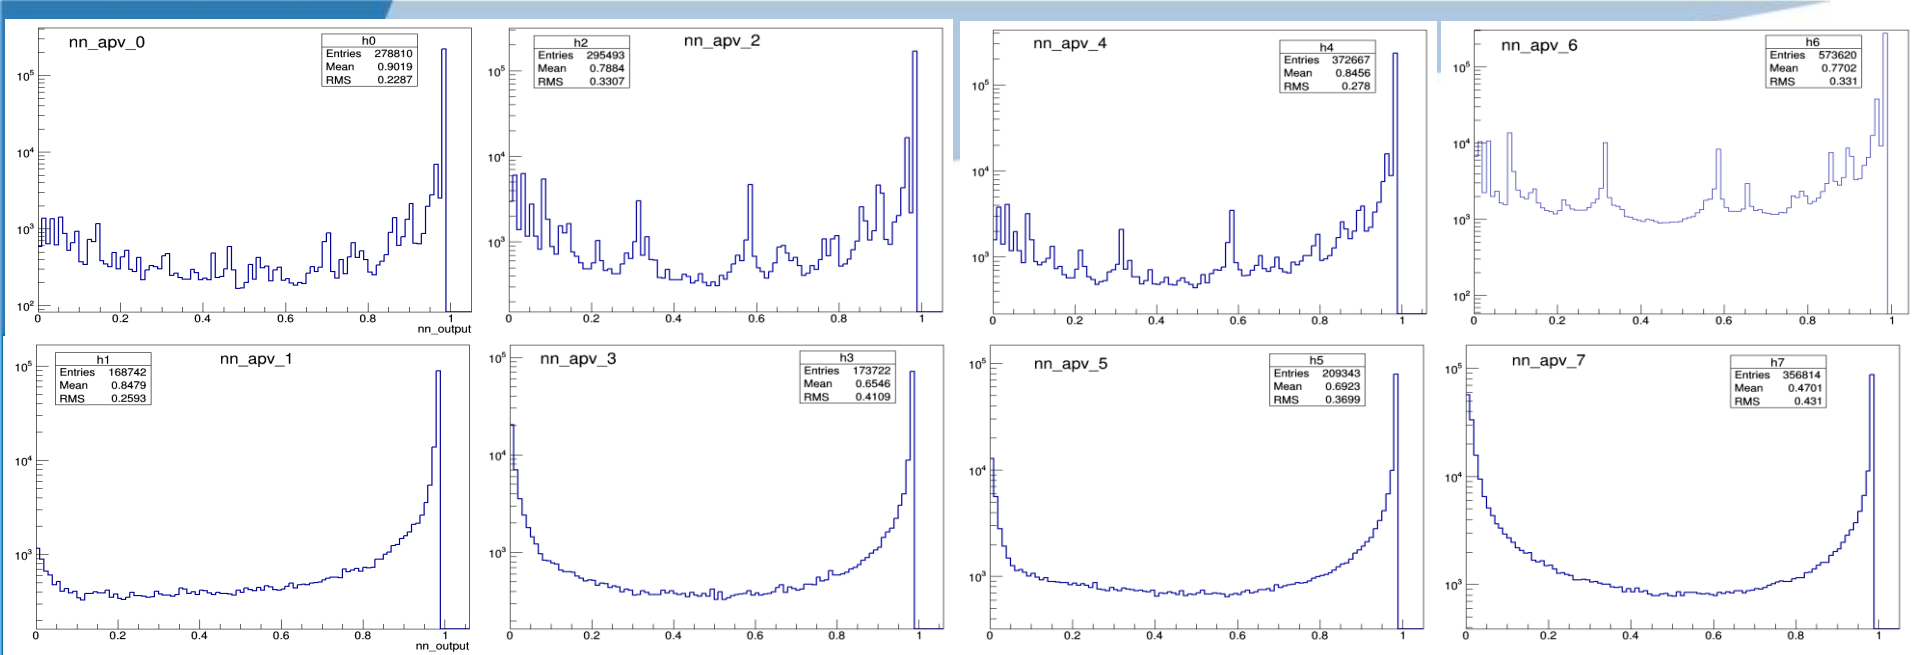 nn_apv_0
h0
Entries 278810
Mean 0.9019
RMS 0.2287
10^5
10^4
10^3
10^2
0 0.2 0.4 0.6 0.8 1
nn_output
nn_apv_2
h2
Entries 295493
Mean 0.7884
RMS 0.3307
10^5
10^4
10^3
0 0.2 0.4 0.6 0.8 1
nn_apv_4
h4
Entries 372667
Mean 0.8456
RMS 0.278
10^5
10^4
10^3
0 0.2 0.4 0.6 0.8 1
nn_apv_6
h6
Entries 573620
Mean 0.7702
RMS 0.331
10^5
10^4
10^3
10^2
0 0.2 0.4 0.6 0.8 1
nn_apv_1
h1
Entries 168742
Mean 0.8479
RMS 0.2593
10^5
10^4
10^3
0 0.2 0.4 0.6 0.8 1
nn_output
nn_apv_3
h3
Entries 173722
Mean 0.6546
RMS 0.4109
10^5
10^4
10^3
0 0.2 0.4 0.6 0.8 1
nn_apv_5
h5
Entries 209343
Mean 0.6923
RMS 0.3699
10^5
10^4
10^3
0 0.2 0.4 0.6 0.8 1
nn_apv_7
h7
Entries 356814
Mean 0.4701
RMS 0.431
10^5
10^4
10^3
0 0.2 0.4 0.6 0.8 1